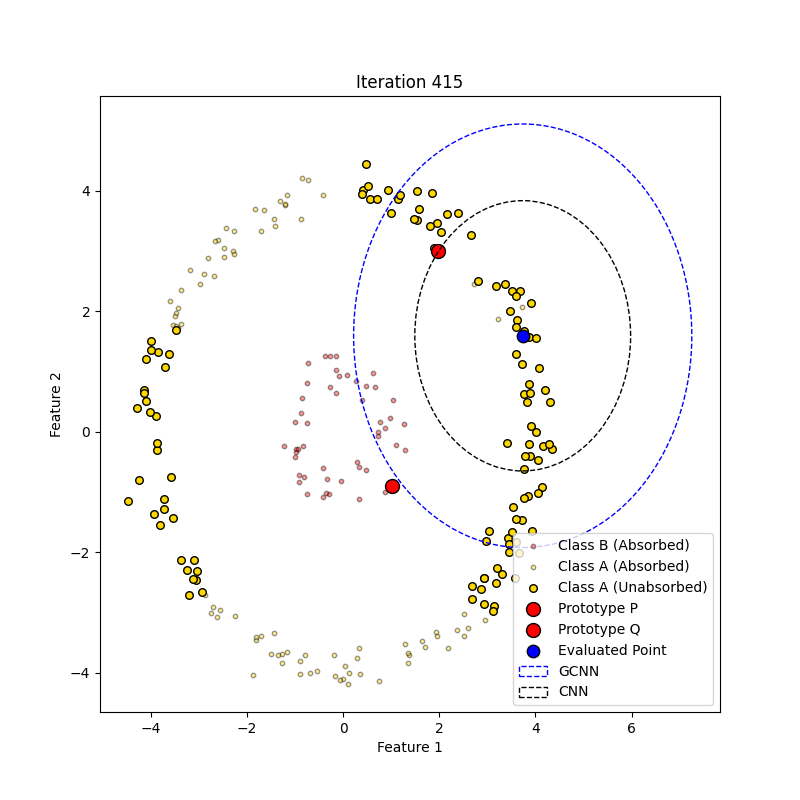 Iteration 415
Feature 2
4
2
0
−2
−4
Class B (Absorbed)
Class A (Absorbed)
Class A (Unabsorbed)
Prototype P
Prototype Q
Evaluated Point
GCNN
CNN
−4 −2 0 2 4 6
Feature 1